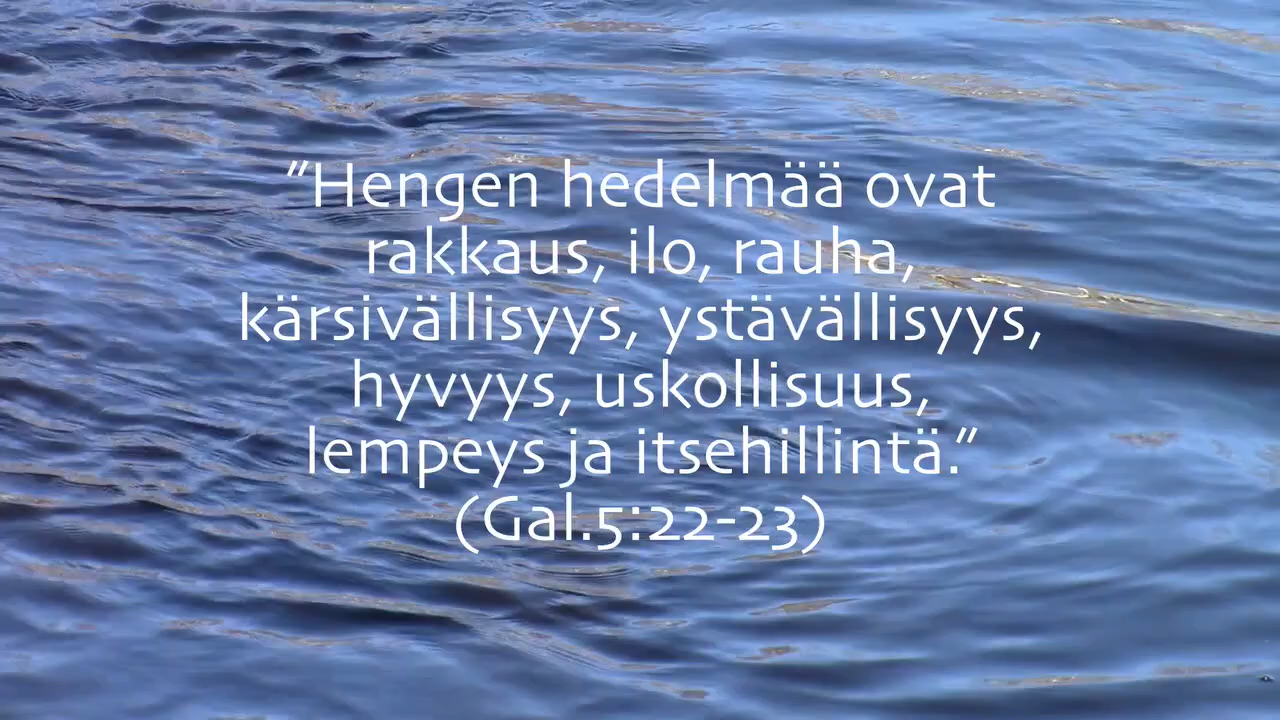 ”Hengen hedelmää ovat
rakkaus, ilo, rauha,
kärsivällisyys, ystävällisyys,
hyvyys, uskollisuus,
lempeys ja itsehillintä.”
(Gal.5:22-23)